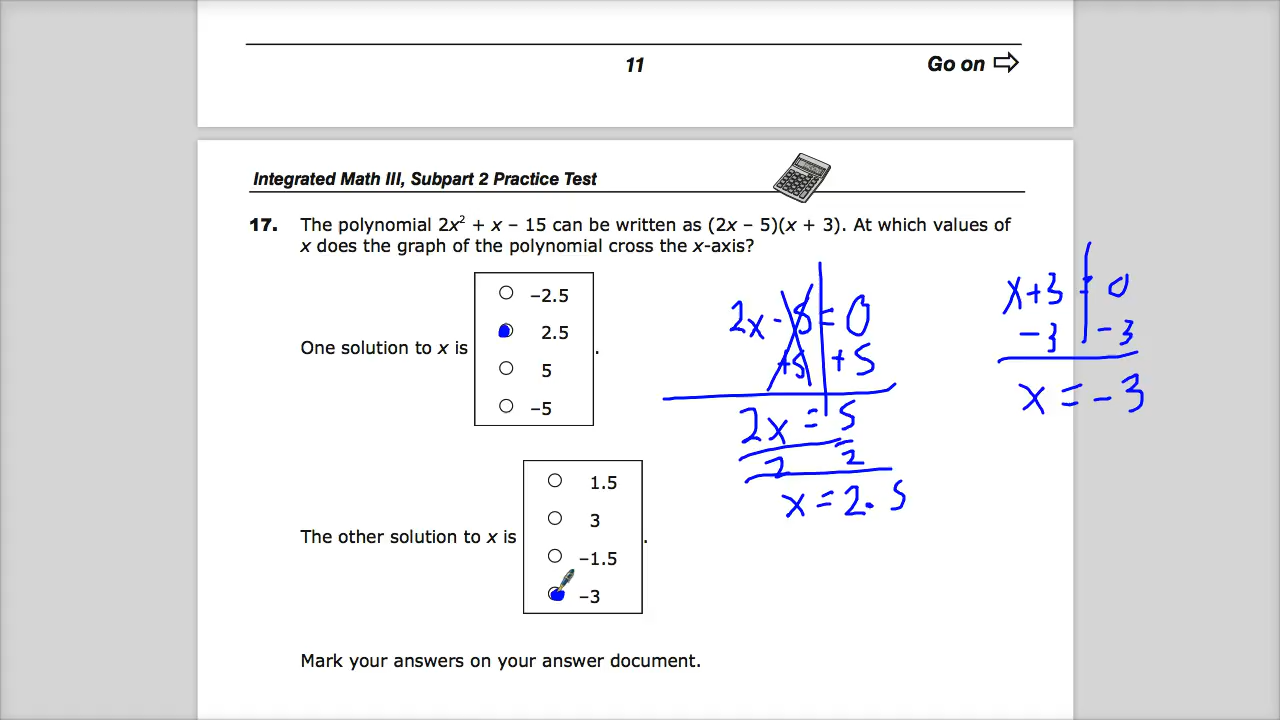 11
Go on
Integrated Math III, Subpart 2 Practice Test
17. The polynomial 2x² + x – 15 can be written as (2x – 5)(x + 3). At which values of
x does the graph of the polynomial cross the x-axis?
One solution to x is
–2.5
2.5
5
–5
.
2x - 5 = 0
+5 +5
2x = 5
2 2
x = 2.5
x+3 = 0
-3 -3
x = -3
The other solution to x is
1.5
3
–1.5
–3
.
Mark your answers on your answer document.